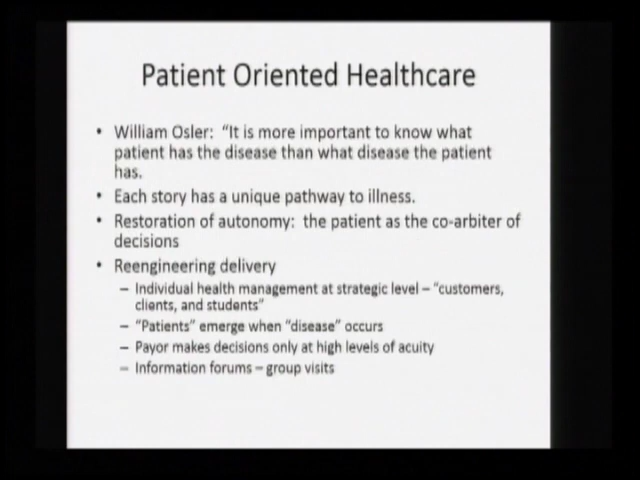 Patient Oriented Healthcare
• William Osler:  “It is more important to know what
patient has the disease than what disease the patient
has.
• Each story has a unique pathway to illness.
• Restoration of autonomy:  the patient as the co-arbiter of
decisions
• Reengineering delivery
– Individual health management at strategic level – “customers,
clients, and students”
– “Patients” emerge when “disease” occurs
– Payor makes decisions only at high levels of acuity
– Information forums – group visits